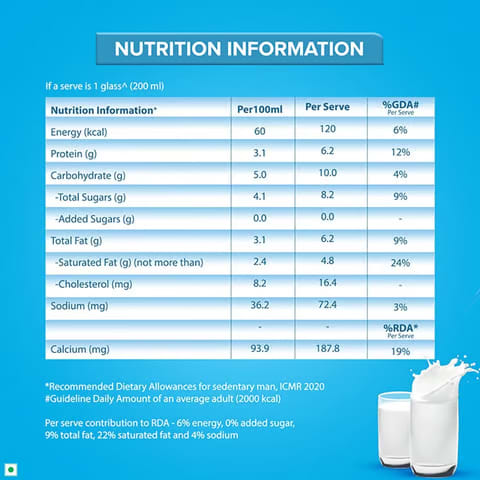 NUTRITION INFORMATION
If a serve is 1 glass^ (200 ml)
Nutrition Information* Per100ml Per Serve %GDA#
Per Serve
Energy (kcal) 60 120 6%
Protein (g) 3.1 6.2 12%
Carbohydrate (g) 5.0 10.0 4%
-Total Sugars (g) 4.1 8.2 9%
-Added Sugars (g) 0.0 0.0 -
Total Fat (g) 3.1 6.2 9%
-Saturated Fat (g) (not more than) 2.4 4.8 24%
-Cholesterol (mg) 8.2 16.4 -
Sodium (mg) 36.2 72.4 3%
- - %RDA*
Per Serve
Calcium (mg) 93.9 187.8 19%
*Recommended Dietary Allowances for sedentary man, ICMR 2020
#Guideline Daily Amount of an average adult (2000 kcal)
Per serve contribution to RDA - 6% energy, 0% added sugar,
9% total fat, 22% saturated fat and 4% sodium